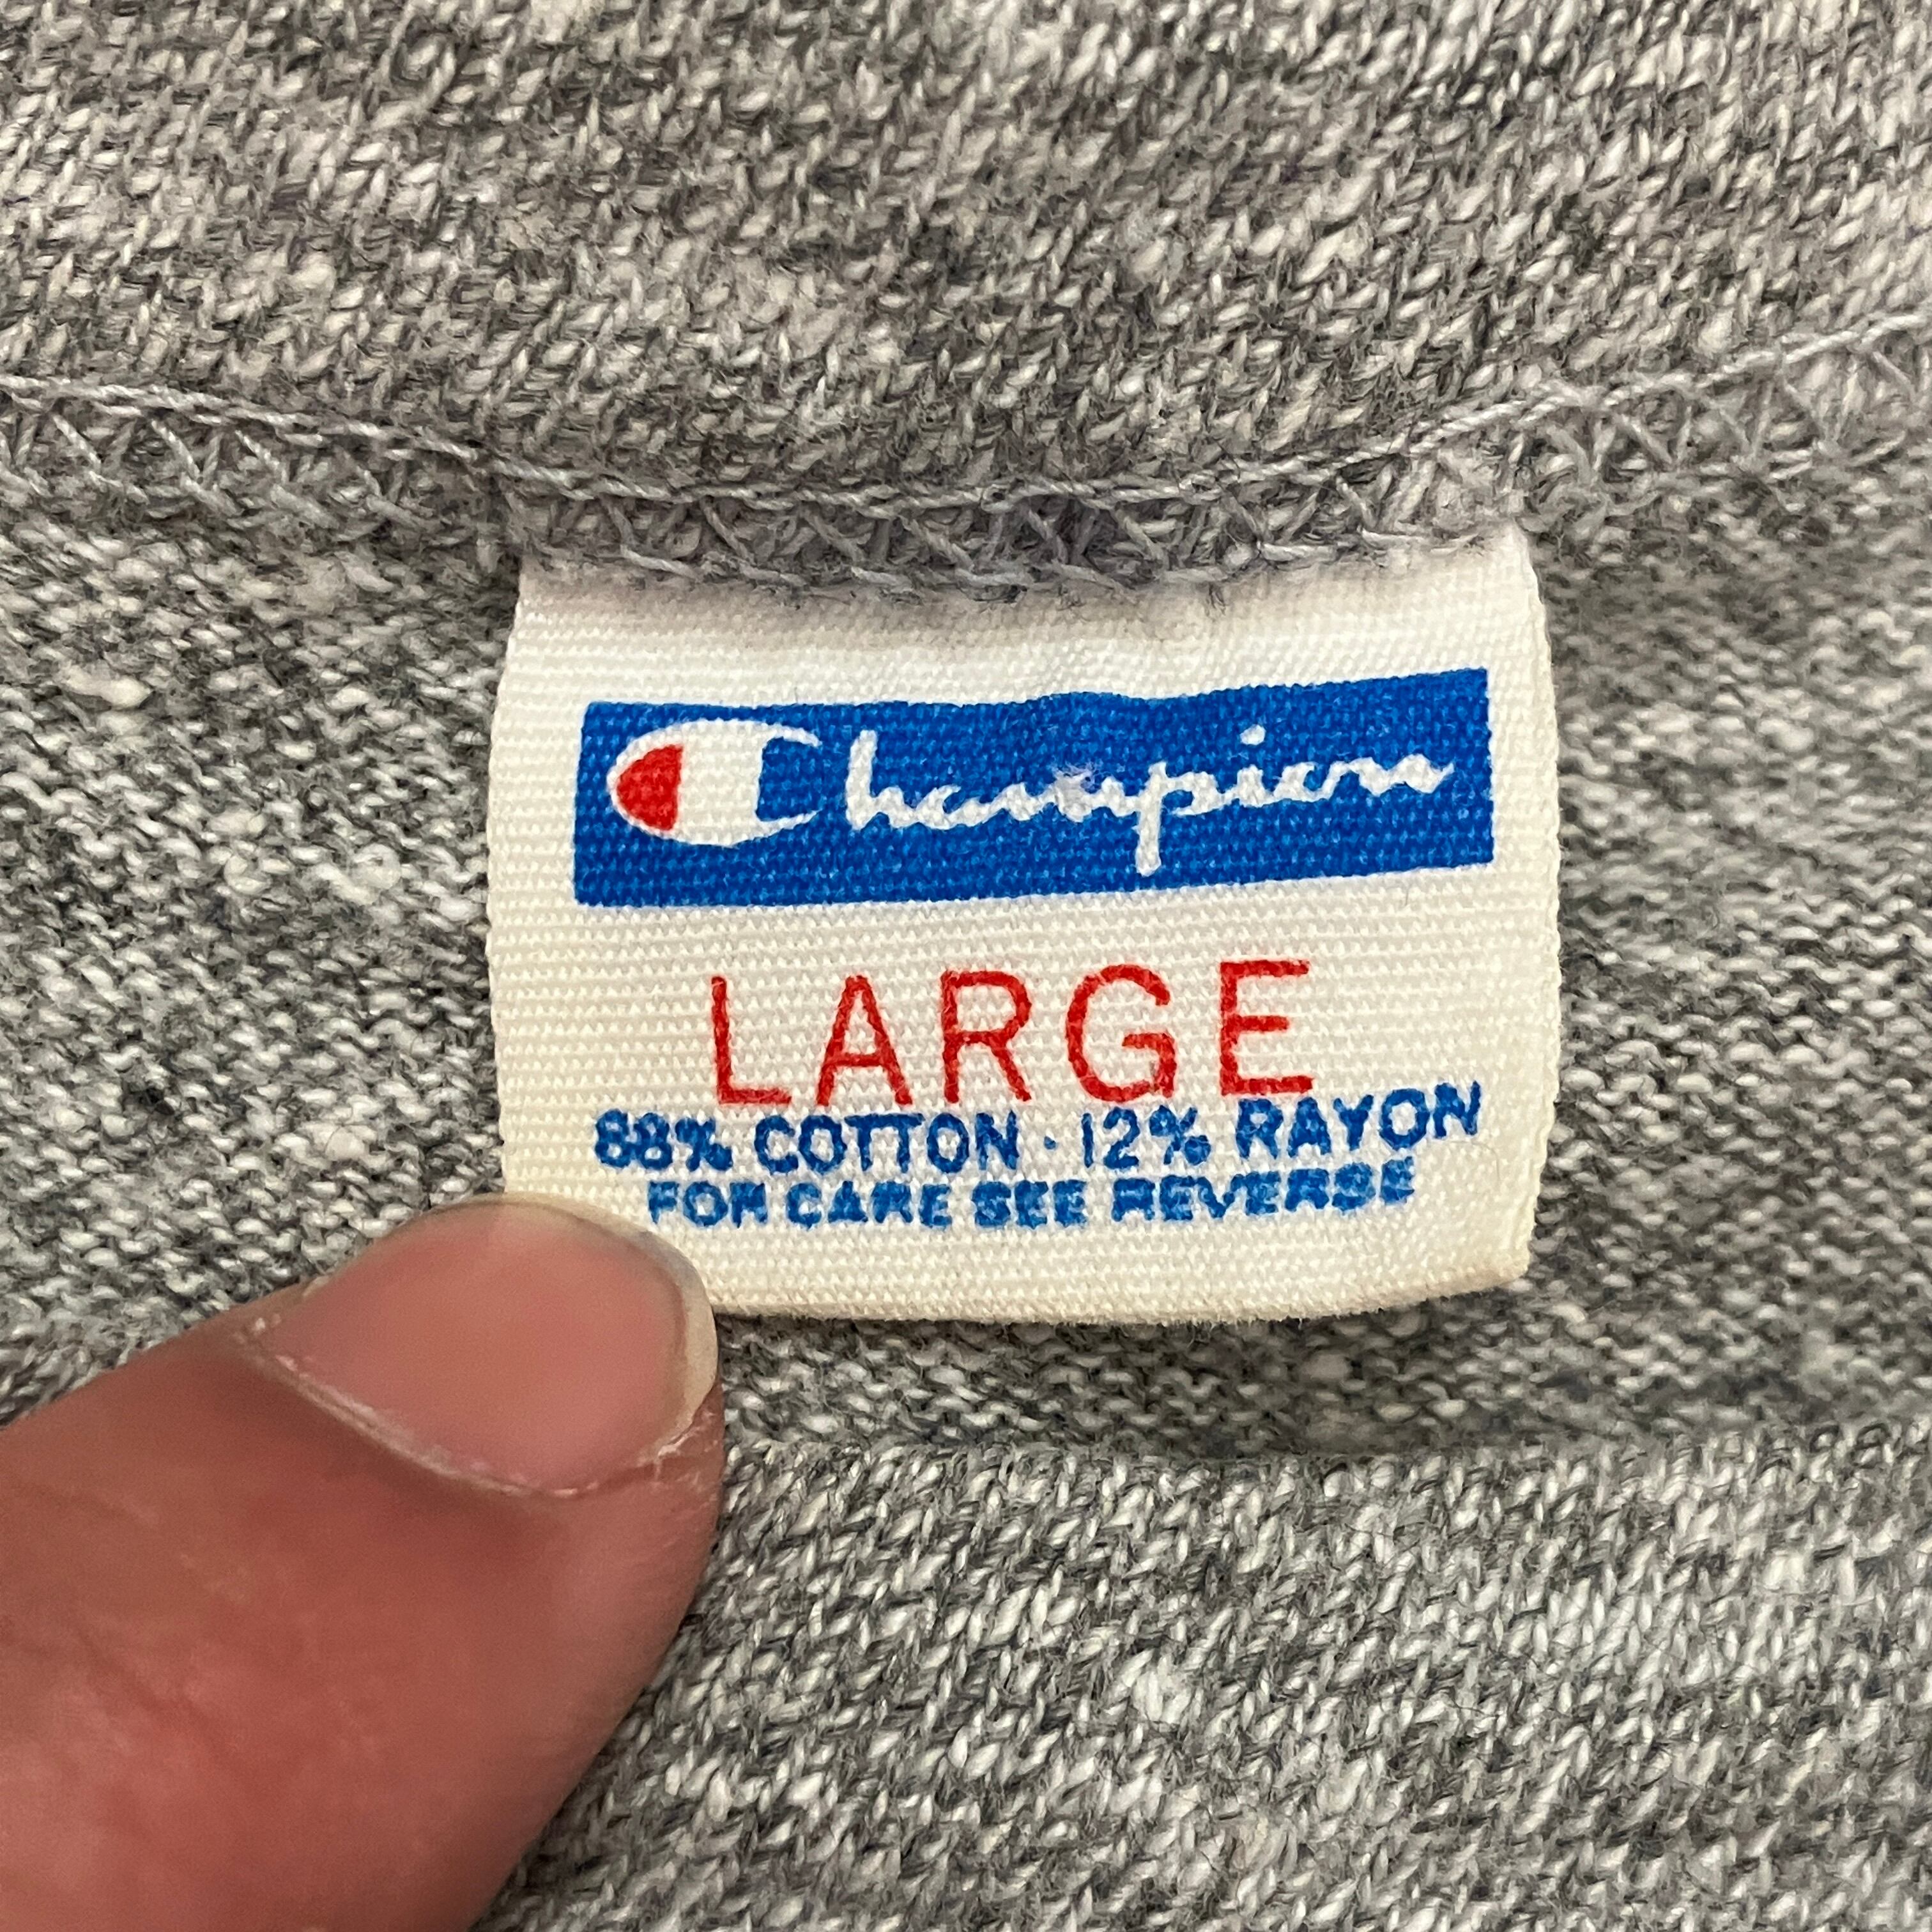 Champion
LARGE
88% COTTON · 12% RAYON
FOR CARE SEE REVERSE